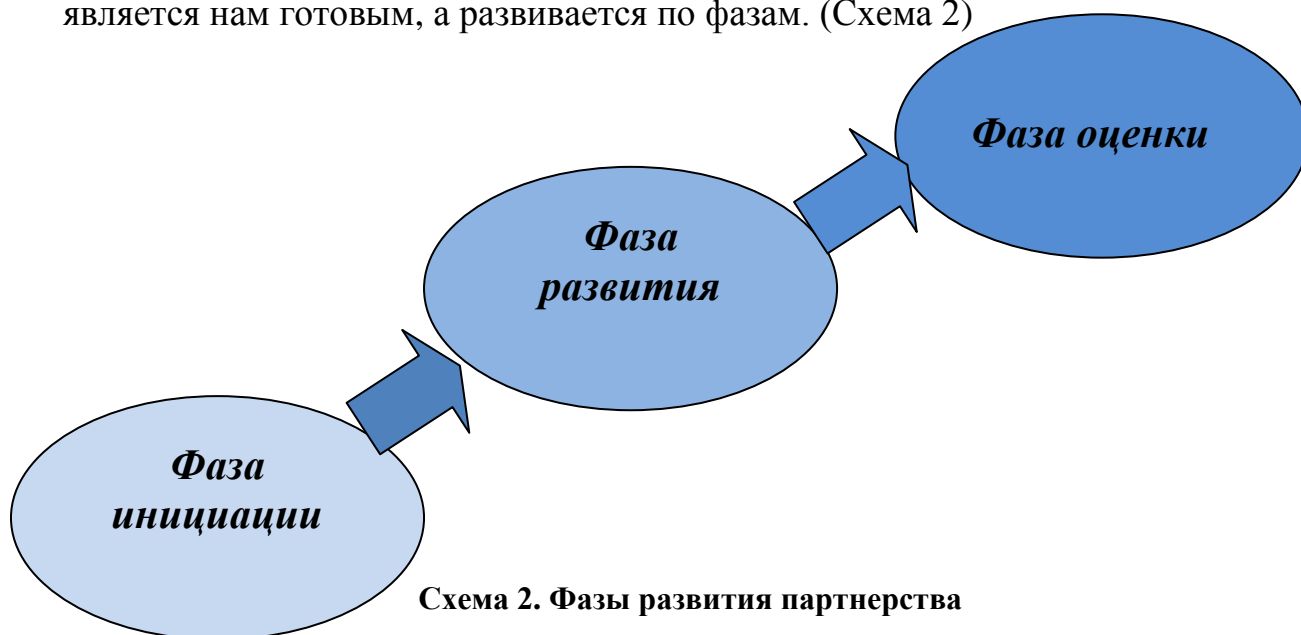 является нам готовым, а развивается по фазам. (Схема 2)
Фаза оценки
Фаза
развития
Фаза
инициации
Схема 2. Фазы развития партнерства